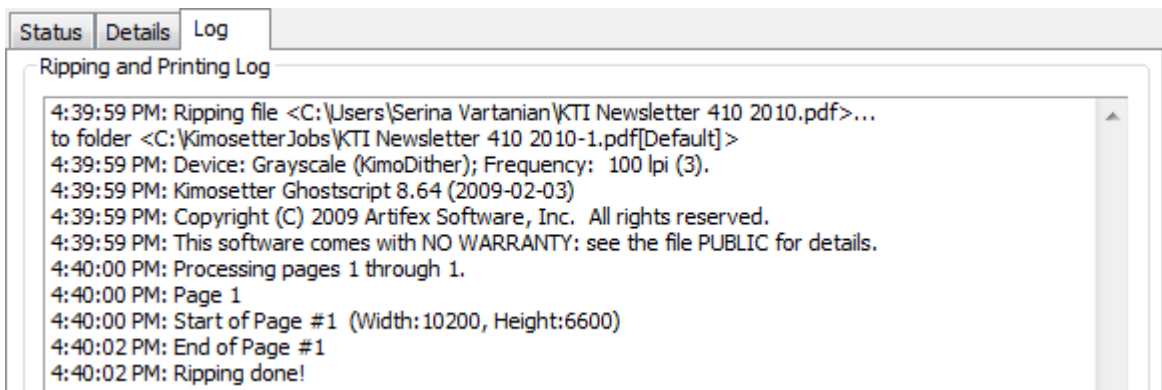 Status Details Log
Ripping and Printing Log
4:39:59 PM: Ripping file <C:\Users\Serina Vartanian\KTI Newsletter 410 2010.pdf>...
to folder <C:\KimosetterJobs\KTI Newsletter 410 2010-1.pdf[Default]>
4:39:59 PM: Device: Grayscale (KimoDither); Frequency:  100 lpi (3).
4:39:59 PM: Kimosetter Ghostscript 8.64 (2009-02-03)
4:39:59 PM: Copyright (C) 2009 Artifex Software, Inc.  All rights reserved.
4:39:59 PM: This software comes with NO WARRANTY: see the file PUBLIC for details.
4:40:00 PM: Processing pages 1 through 1.
4:40:00 PM: Page 1
4:40:00 PM: Start of Page #1  (Width:10200, Height:6600)
4:40:02 PM: End of Page #1
4:40:02 PM: Ripping done!